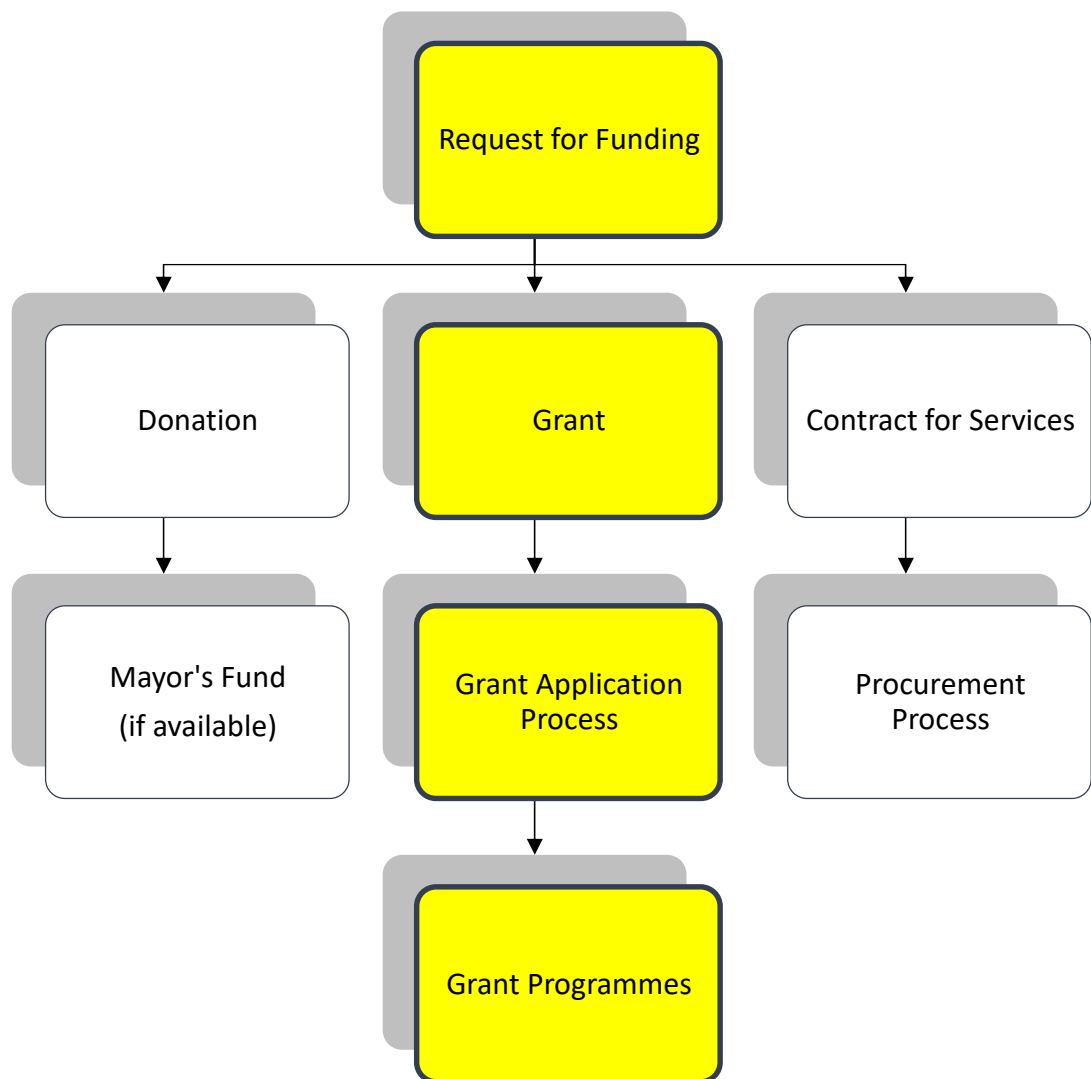 Request for Funding
Donation
Grant
Contract for Services
Mayor's Fund
(if available)
Grant Application
Process
Procurement
Process
Grant Programmes